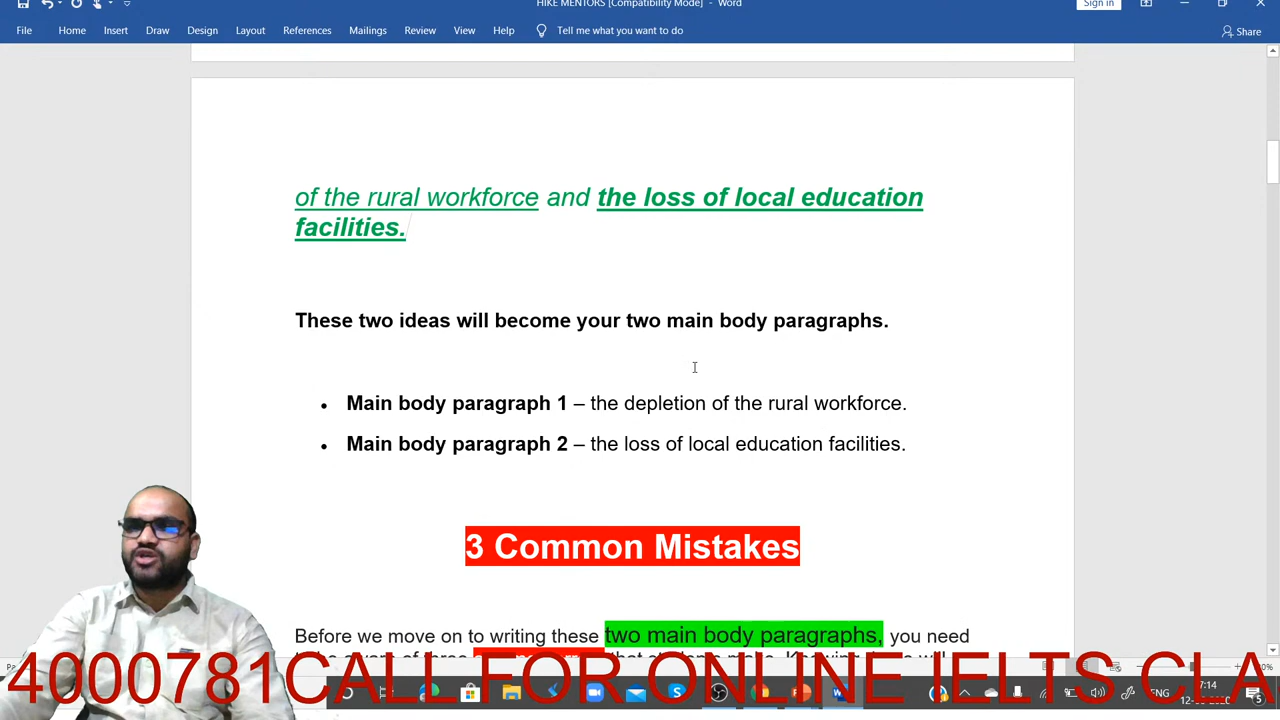 HIKE MENTORS [Compatibility Mode] - Word
Sign in
File Home Insert Draw Design Layout References Mailings Review View Help Tell me what you want to do Share
of the rural workforce and the loss of local education
facilities.
These two ideas will become your two main body paragraphs.
• Main body paragraph 1 – the depletion of the rural workforce.
• Main body paragraph 2 – the loss of local education facilities.
3 Common Mistakes
Before we move on to writing these two main body paragraphs, you need
4000781CALL FOR ONLINE IELTS CLA
ENG
7:14